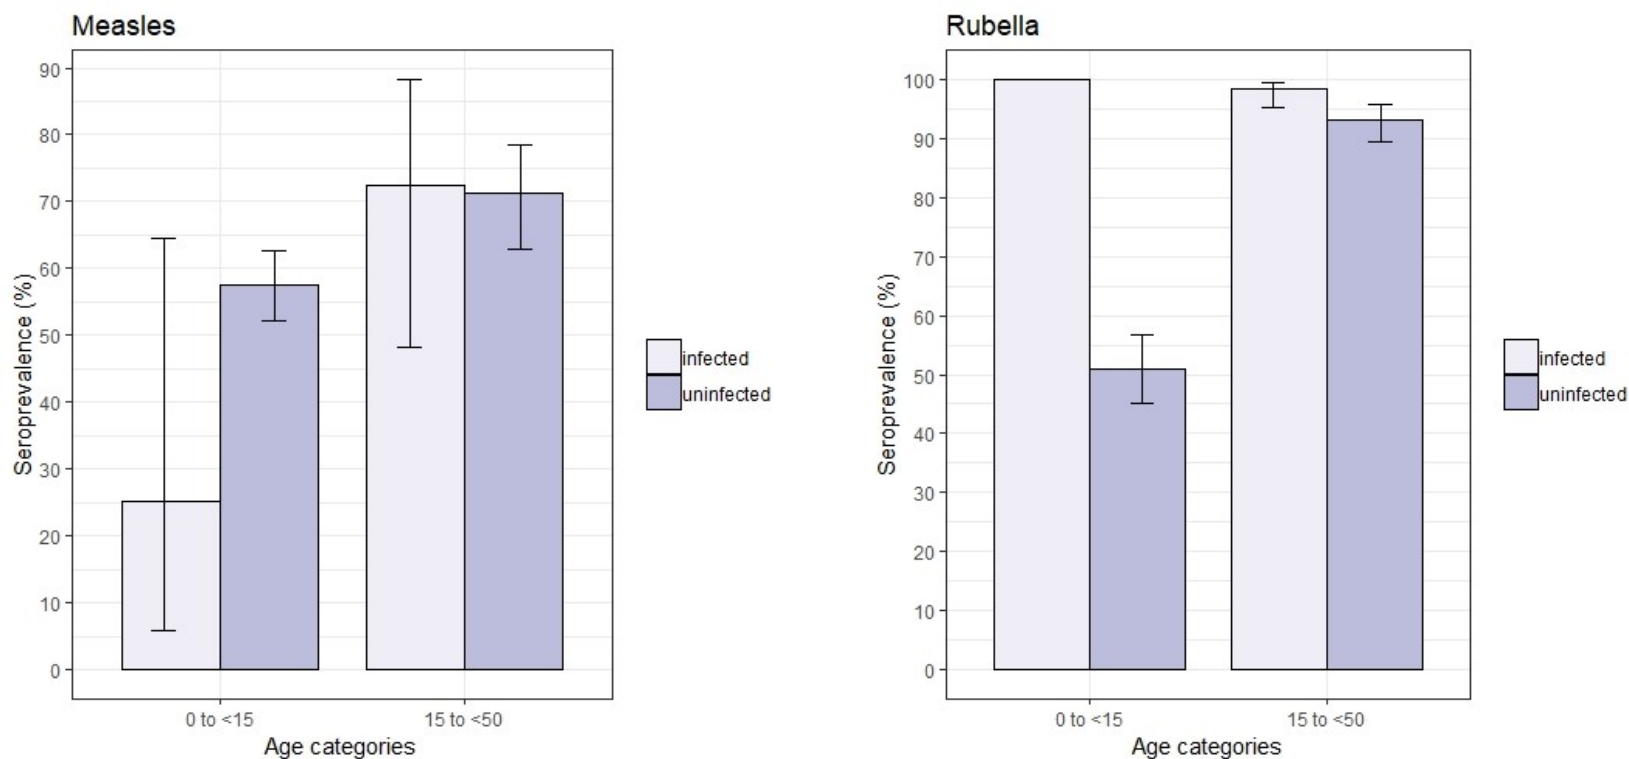 Measles
90
80
70
60
50
40
30
20
10
0
Seroprevalence (%)
0 to <15
15 to <50
Age categories
infected
uninfected
Rubella
100
90
80
70
60
50
40
30
20
10
0
Seroprevalence (%)
0 to <15
15 to <50
Age categories
infected
uninfected